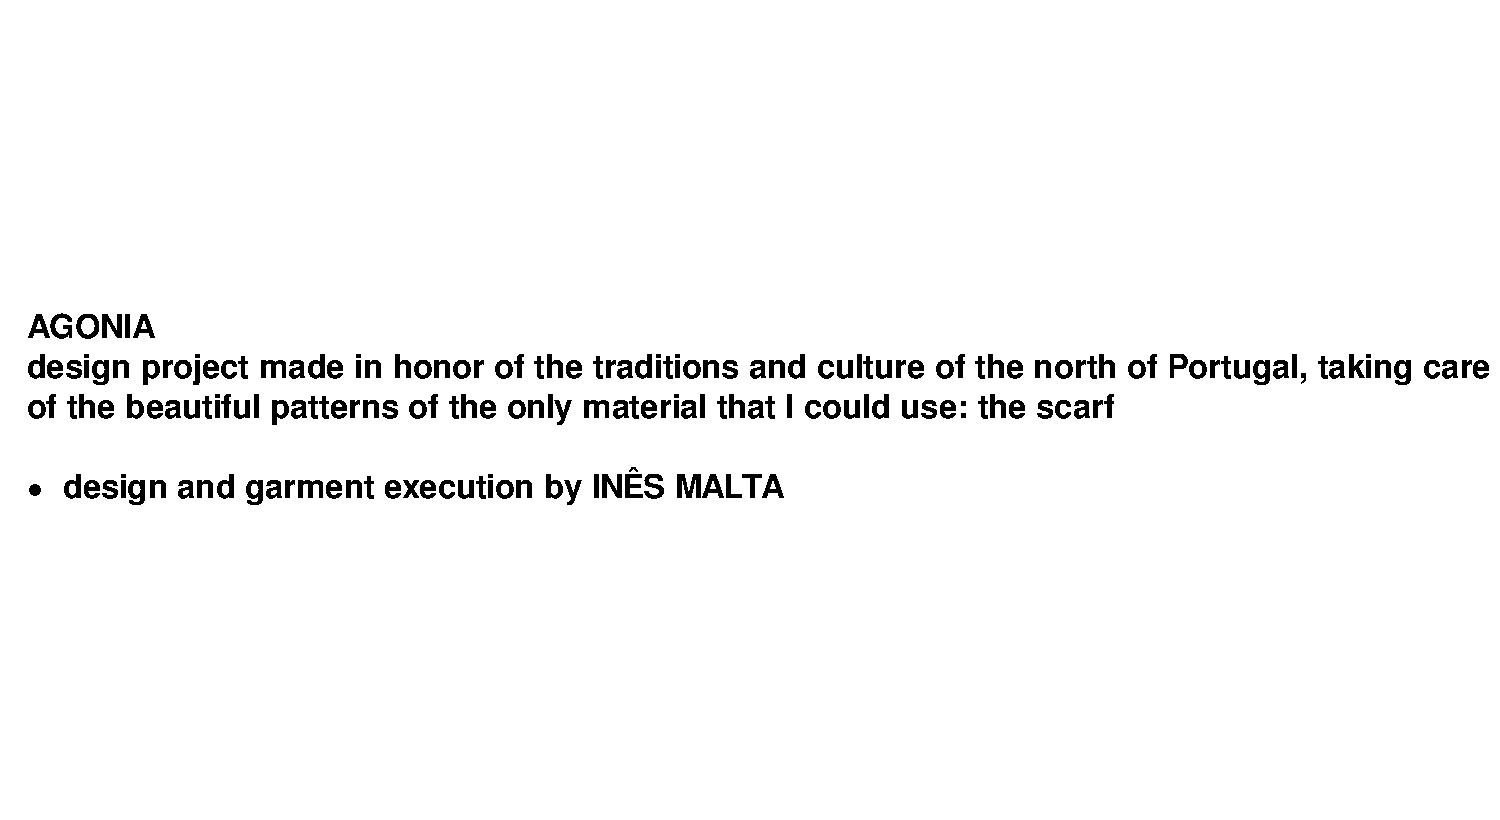 AGONIA
design project made in honor of the traditions and culture of the north of Portugal, taking care
of the beautiful patterns of the only material that I could use: the scarf
• design and garment execution by INÊS MALTA